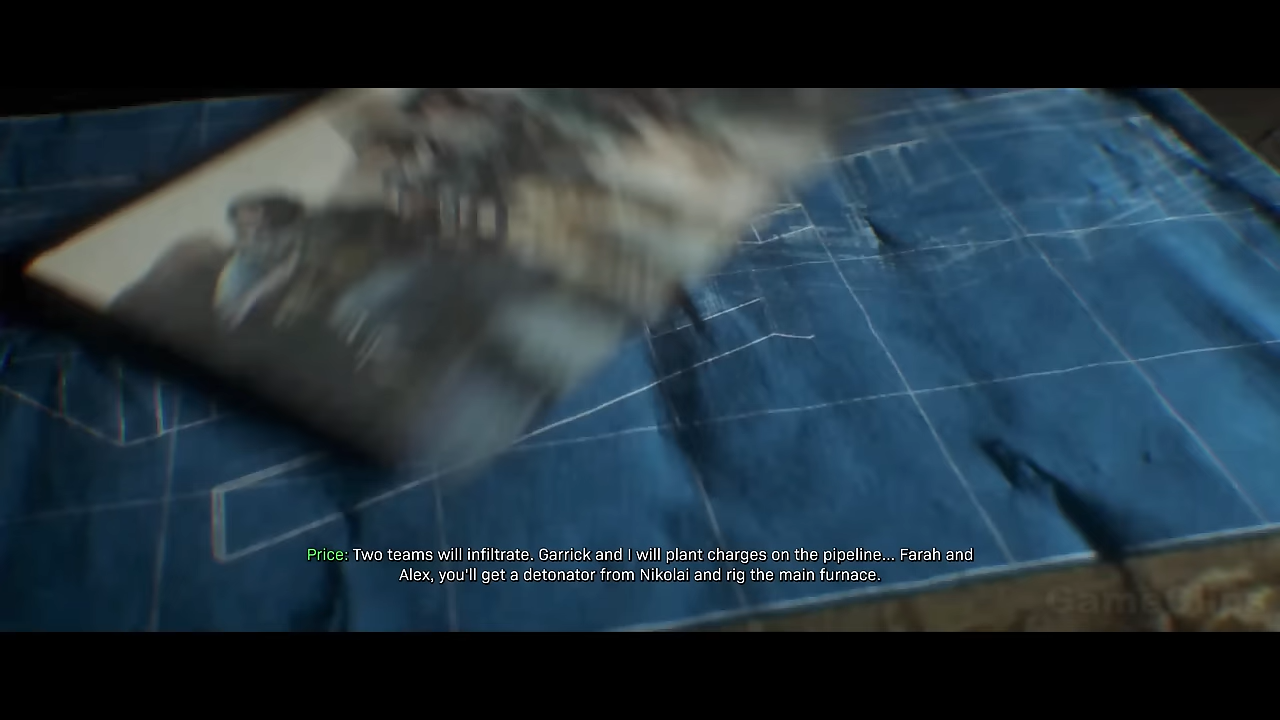 Price: Two teams will infiltrate. Garrick and I will plant charges on the pipeline... Farah and
Alex, you'll get a detonator from Nikolai and rig the main furnace.